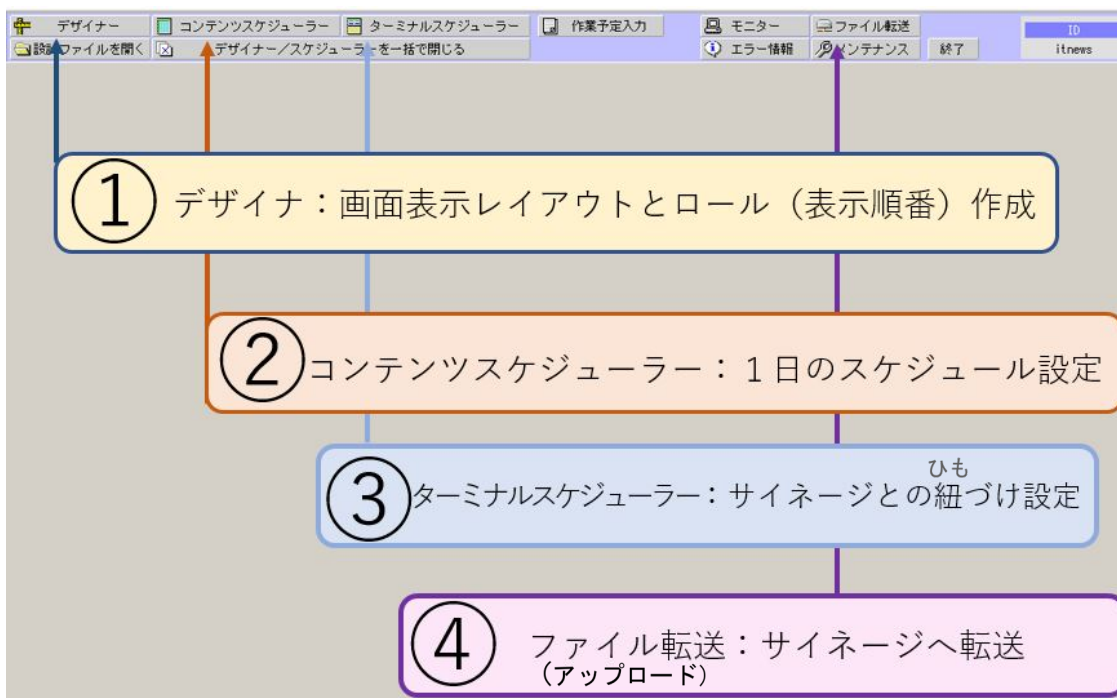 デザイナー コンテンツスケジューラー ターミナルスケジューラー 作業予定入力 モニター ファイル転送 ID
ファイルを開く デザイナー／スケジューラーを一括で閉じる エラー情報 メンテナンス 終了 itnews
① デザイナ：画面表示レイアウトとロール（表示順番）作成
② コンテンツスケジューラー：１日のスケジュール設定
ひも
③ ターミナルスケジューラー：サイネージとの紐づけ設定
④ ファイル転送：サイネージへ転送
（アップロード）